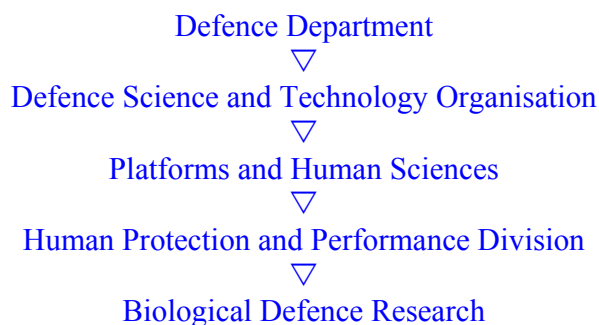 Defence Department
▽
Defence Science and Technology Organisation
▽
Platforms and Human Sciences
▽
Human Protection and Performance Division
▽
Biological Defence Research